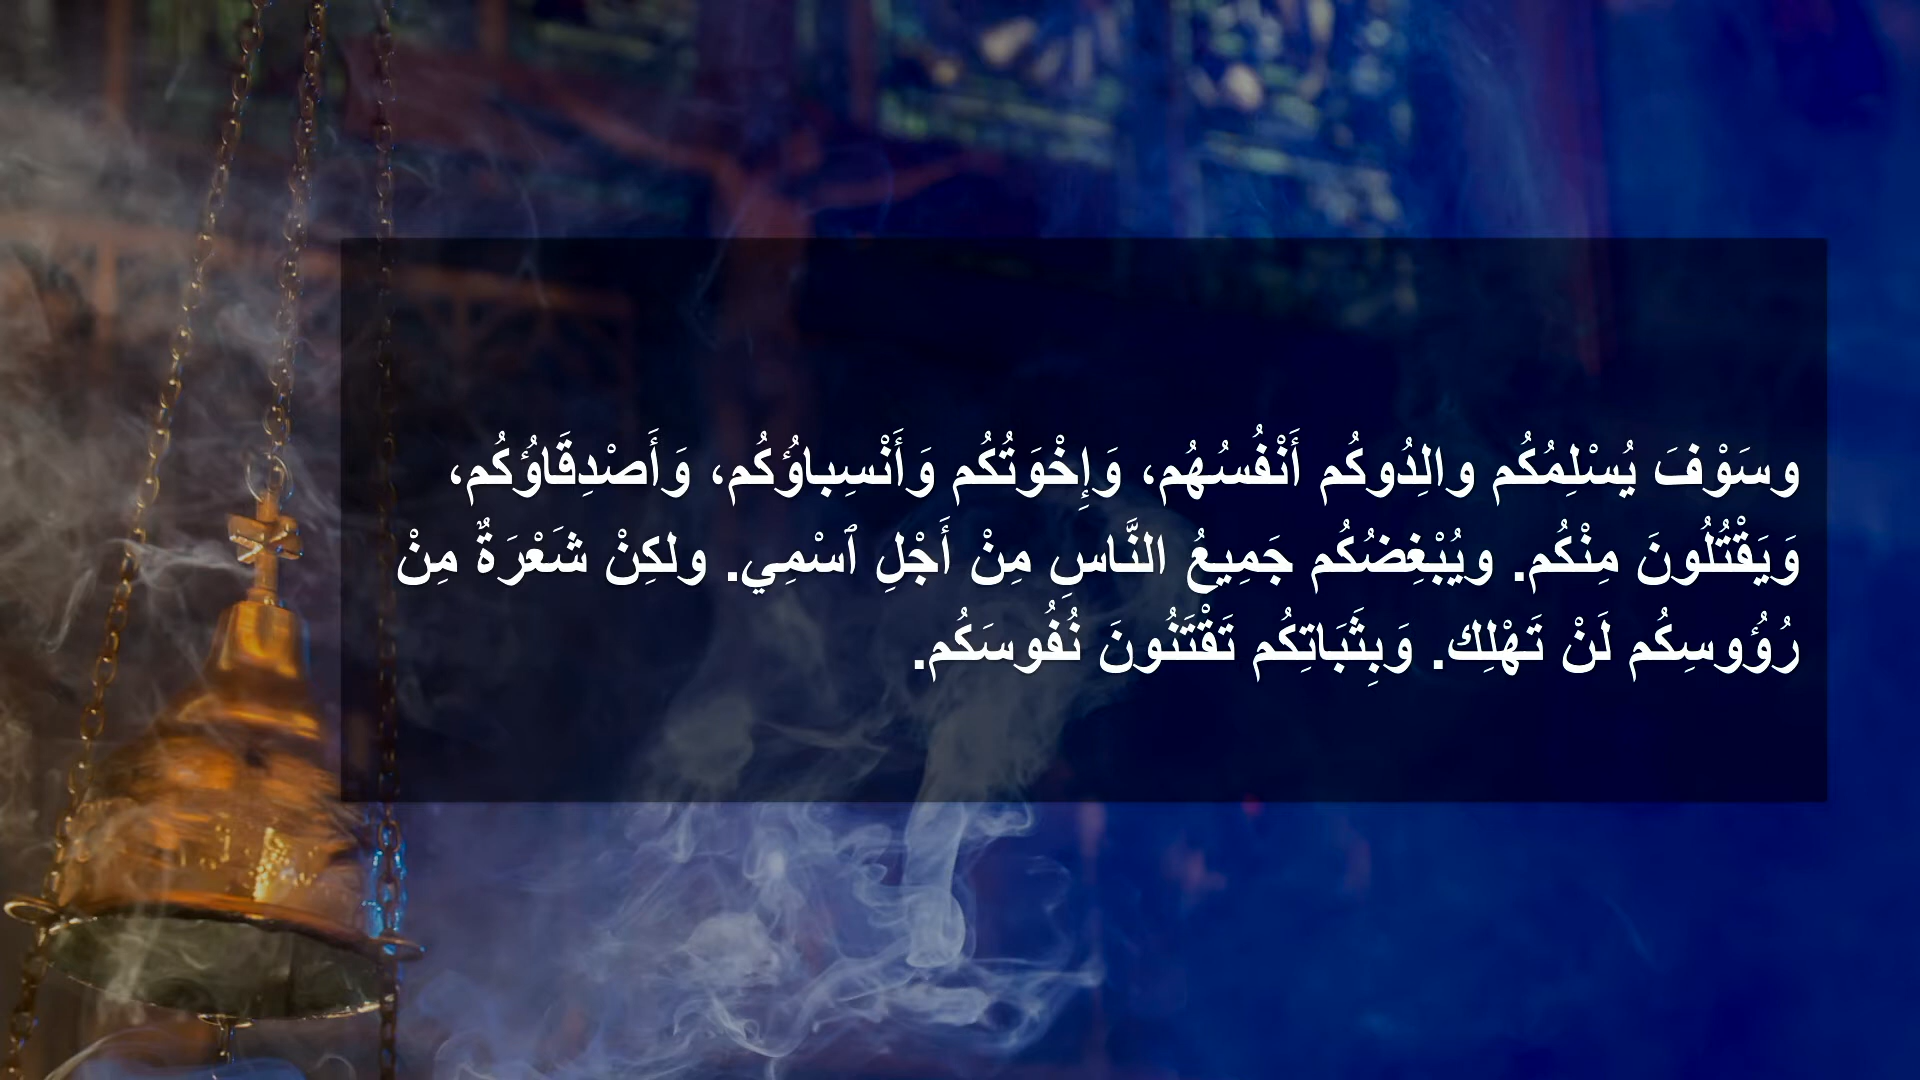 وسَوْفَ يُسْلِمُكُم والِدُوكُم أَنْفُسُهُم، وَإِخْوَتُكُم وَأَنْسِباؤُكُم، وَأَصْدِقَاؤُكُم،
وَيَقْتُلُونَ مِنْكُم. ويُبْغِضُكُم جَمِيعُ النَّاسِ مِنْ أَجْلِ ٱسْمِي. ولكِنْ شَعْرَةٌ مِنْ
رُؤُوسِكُم لَنْ تَهْلِك. وَبِثَبَاتِكُم تَقْتَنُونَ نُفُوسَكُم.